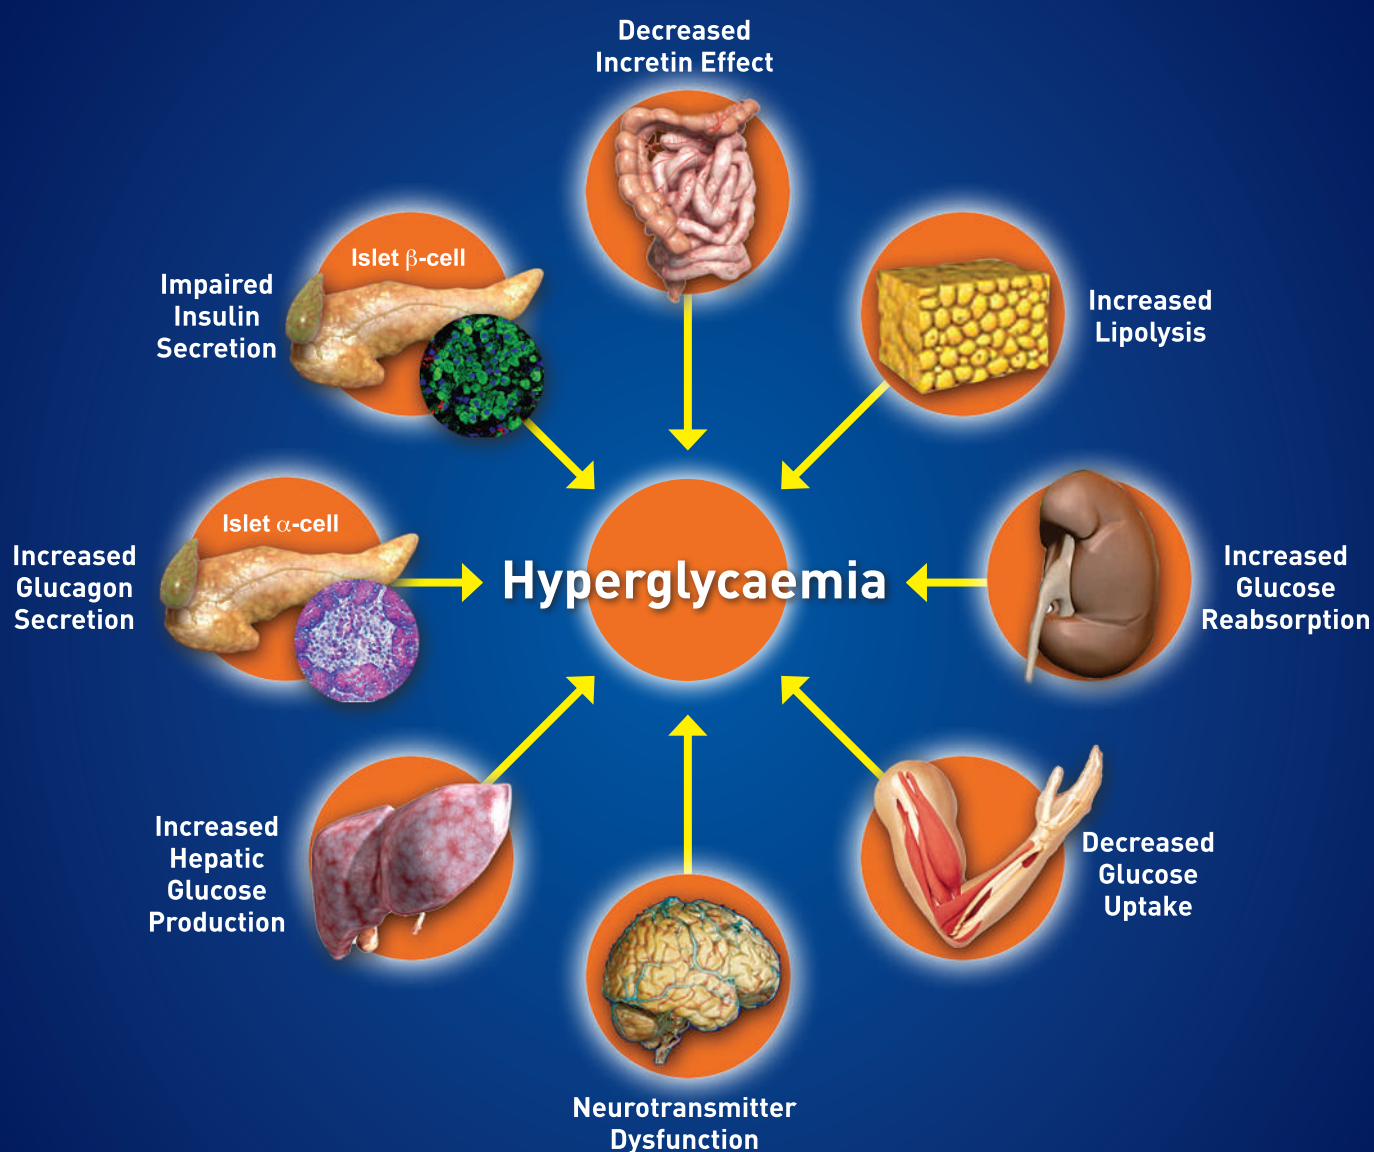 Decreased
Incretin Effect
Islet β-cell
Impaired
Insulin
Secretion
Increased
Lipolysis
Islet α-cell
Increased
Glucagon
Secretion
Hyperglycaemia
Increased
Glucose
Reabsorption
Increased
Hepatic
Glucose
Production
Decreased
Glucose
Uptake
Neurotransmitter
Dysfunction